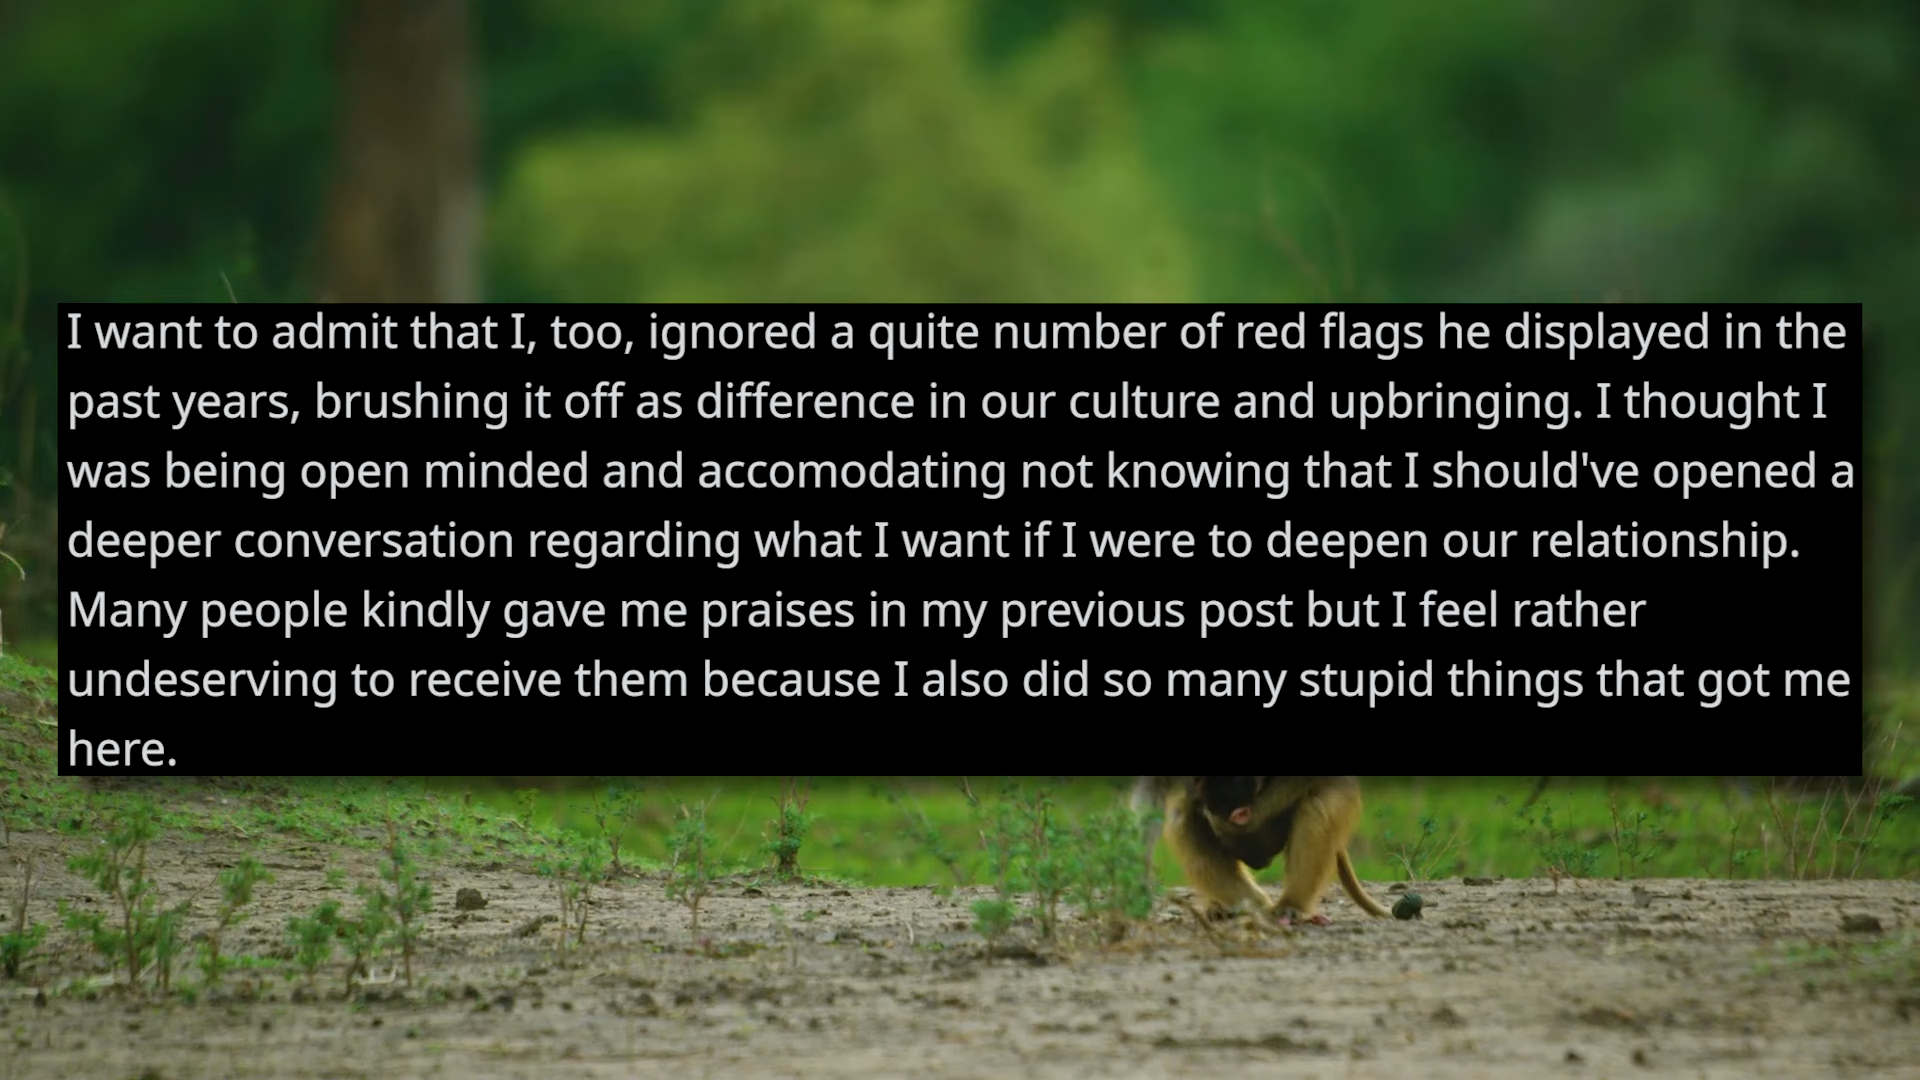 I want to admit that I, too, ignored a quite number of red flags he displayed in the
past years, brushing it off as difference in our culture and upbringing. I thought I
was being open minded and accomodating not knowing that I should've opened a
deeper conversation regarding what I want if I were to deepen our relationship.
Many people kindly gave me praises in my previous post but I feel rather
undeserving to receive them because I also did so many stupid things that got me
here.